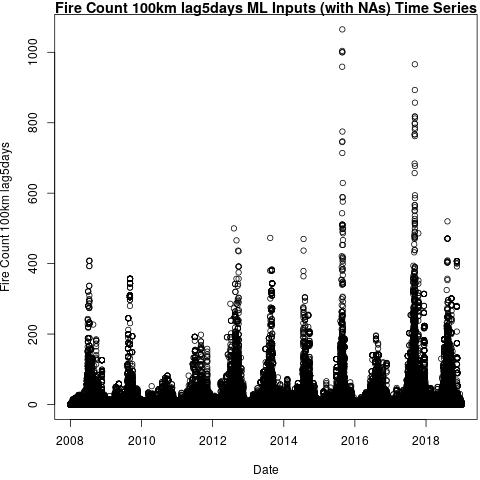 Fire Count 100km lag5days ML Inputs (with NAs) Time Series
Fire Count 100km lag5days
1000
800
600
400
200
0
2008 2010 2012 2014 2016 2018
Date